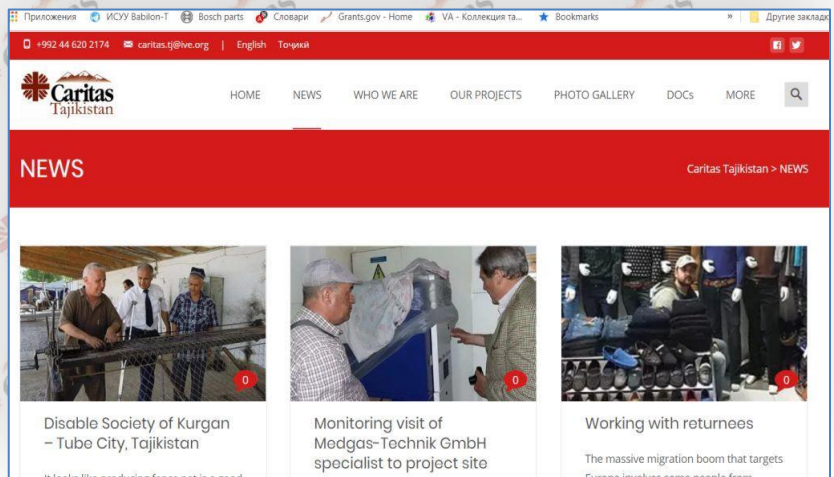 Приложения ИСУУ Babilon-T Bosch parts Словари Grants.gov - Home VA - Коллекция та... Bookmarks » Другие закладк
+992 44 620 2174 caritas.tj@ive.org | English Тоҷикӣ
Caritas
Tajikistan
HOME NEWS WHO WE ARE OUR PROJECTS PHOTO GALLERY DOCs MORE
NEWS
Caritas Tajikistan > NEWS
0
0
0
Disable Society of Kurgan
– Tube City, Tajikistan
Monitoring visit of
Medgas-Technik GmbH
specialist to project site
Working with returnees
The massive migration boom that targets